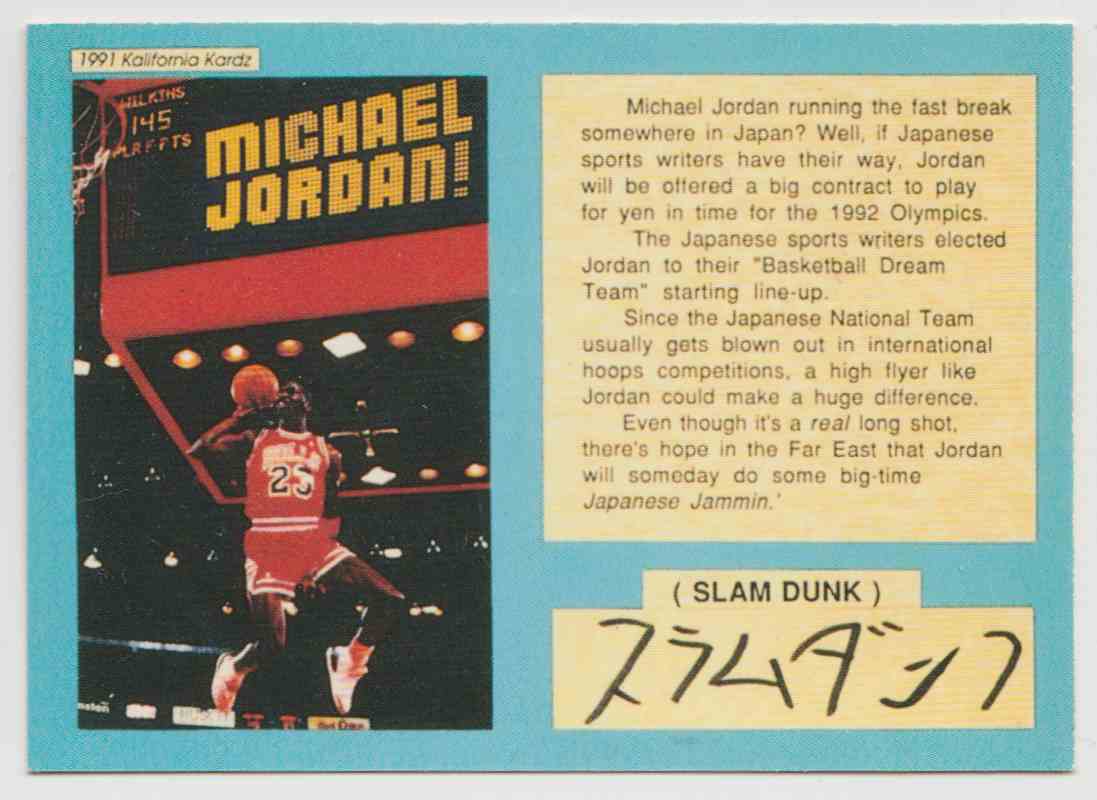 1991 Kalifornia Kardz
WILKINS
145
MICHAEL
JORDAN!
23
Michael Jordan running the fast break
somewhere in Japan? Well, if Japanese
sports writers have their way, Jordan
will be offered a big contract to play
for yen in time for the 1992 Olympics.
The Japanese sports writers elected
Jordan to their "Basketball Dream
Team" starting line-up.
Since the Japanese National Team
usually gets blown out in international
hoops competitions, a high flyer like
Jordan could make a huge difference.
Even though it's a real long shot,
there's hope in the Far East that Jordan
will someday do some big-time
Japanese Jammin.'
( SLAM DUNK )
スラムダンフ